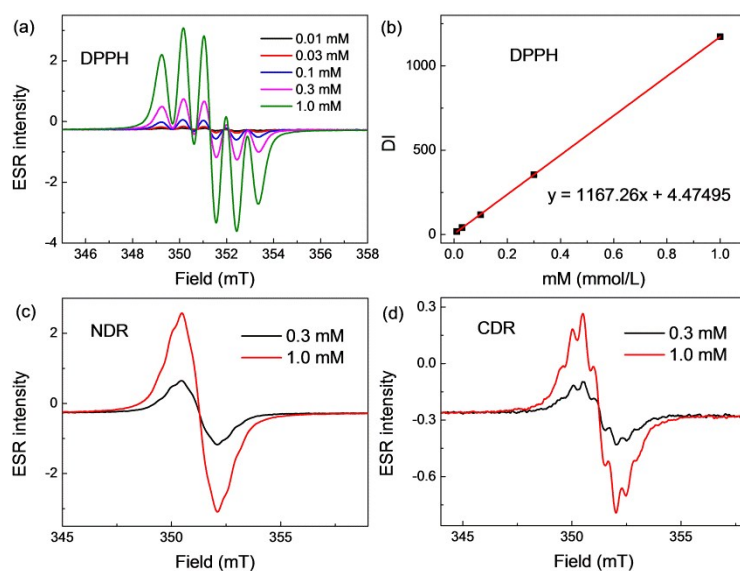 (a)
DPPH
0.01 mM
0.03 mM
0.1 mM
0.3 mM
1.0 mM
ESR intensity
2
0
-2
-4
346 348 350 352 354 356 358
Field (mT)
(b)
DPPH
DI
1000
500
0
y = 1167.26x + 4.47495
0.0 0.2 0.4 0.6 0.8 1.0
mM (mmol/L)
(c)
NDR
0.3 mM
1.0 mM
ESR intensity
2
0
-2
345 350 355
Field (mT)
(d)
CDR
0.3 mM
1.0 mM
ESR intensity
0.3
0.0
-0.3
-0.6
345 350 355
Field (mT)